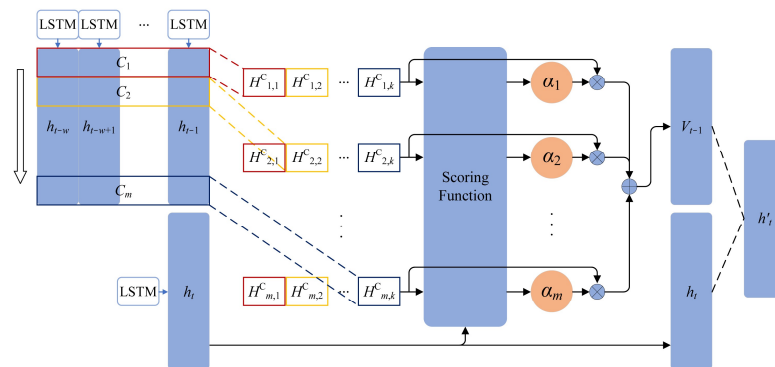 LSTM LSTM ... LSTM
C₁
C₂
h_{t-w} h_{t-w+1} h_{t-1}
C_m
H^C_{1,1} H^C_{1,2} ... H^C_{1,k}
H^C_{2,1} H^C_{2,2} ... H^C_{2,k}
H^C_{m,1} H^C_{m,2} ... H^C_{m,k}
LSTM h_t
Scoring
Function
α₁
α₂
α_m
V_{t-1}
h_t
h'_t